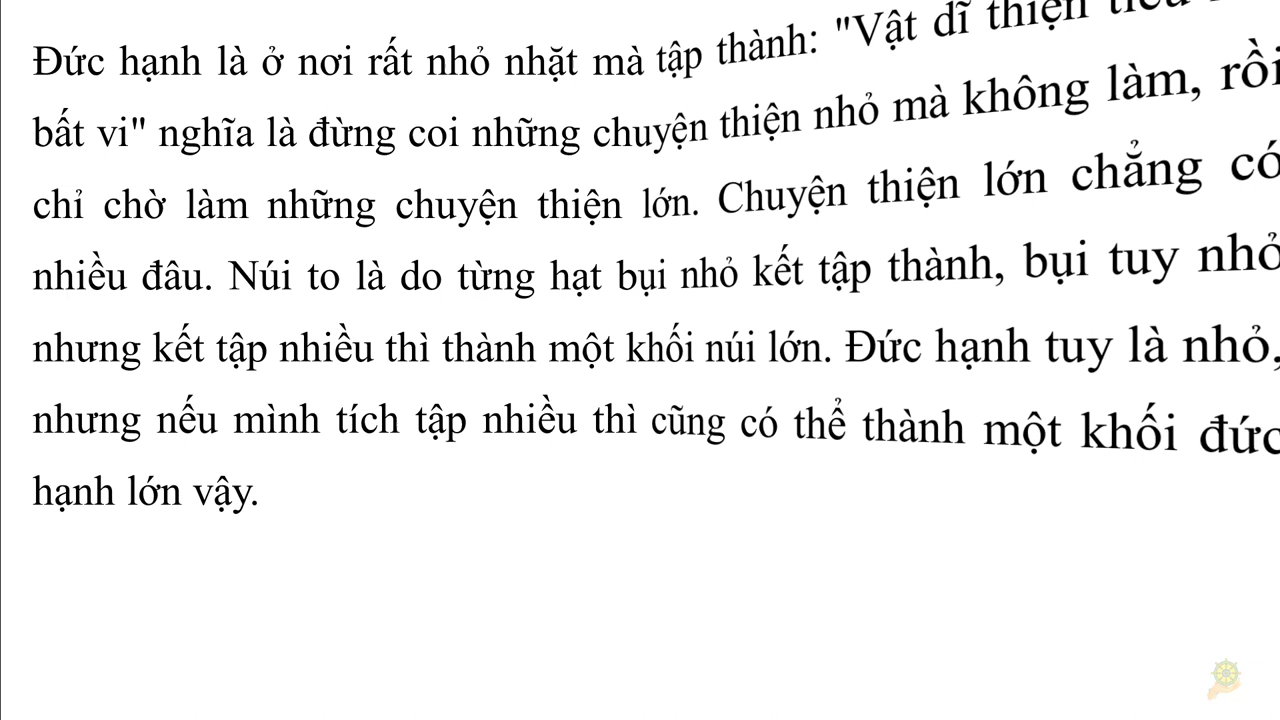 Đức hạnh là ở nơi rất nhỏ nhặt mà tập thành: "Vật dĩ thiện tiểu
bất vi" nghĩa là đừng coi những chuyện thiện nhỏ mà không làm, rồi
chỉ chờ làm những chuyện thiện lớn. Chuyện thiện lớn chẳng có
nhiều đâu. Núi to là do từng hạt bụi nhỏ kết tập thành, bụi tuy nhỏ
nhưng kết tập nhiều thì thành một khối núi lớn. Đức hạnh tuy là nhỏ,
nhưng nếu mình tích tập nhiều thì cũng có thể thành một khối đức
hạnh lớn vậy.